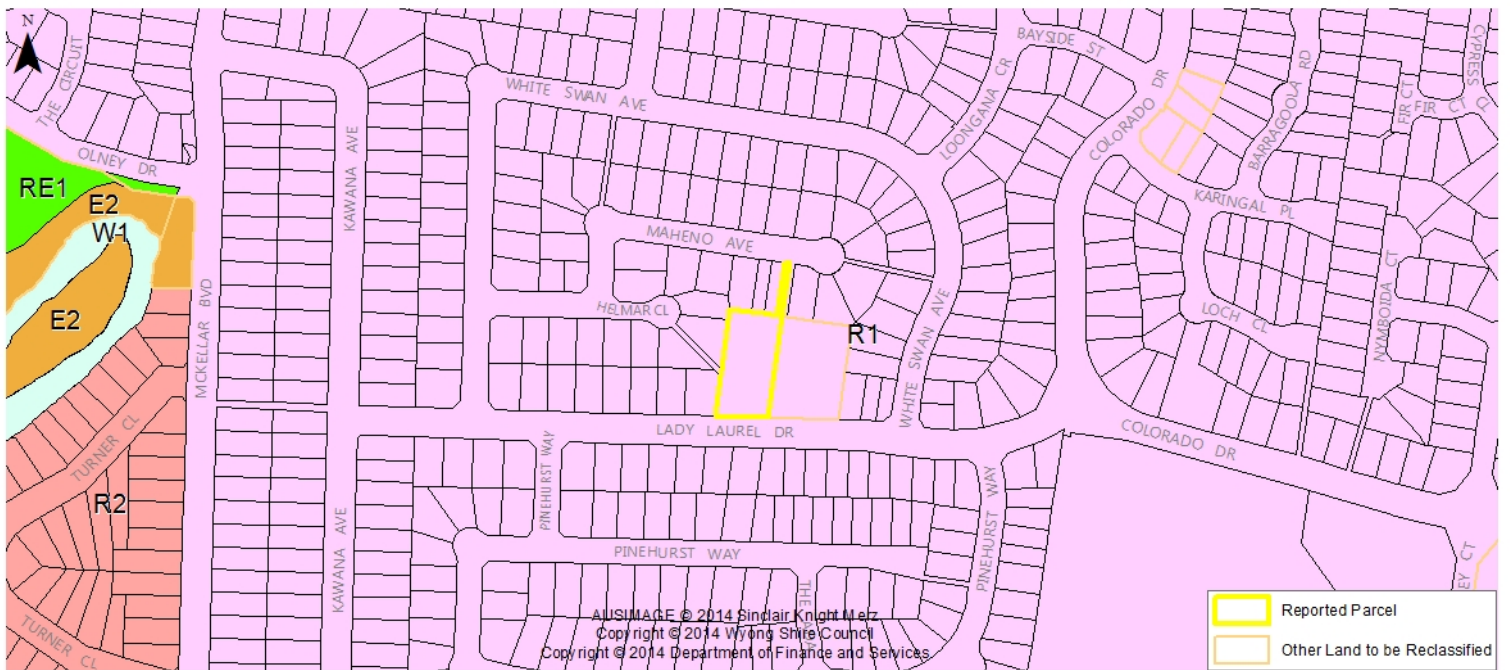 N
THE CIRCUIT
OLNEY DR
RE1
E2
W1
E2
MCKELLAR BVD
TURNER CL
R2
TURNER CL
KAWANA AVE
KAWANA AVE
WHITE SWAN AVE
MAHENO AVE
HELMAR CL
R1
WHITE SWAN AVE
LADY LAUREL DR
PINEHURST WAY
PINEHURST WAY
PINEHURST WAY
LOONGANA CR
BAYSIDE ST
COLORADO DR
BARRAGOOLA RD
FIR CT
FIR CT CL
CYPRESS
KARINGAL PL
LOCH CL
NYMBOIDA CT
COLORADO DR
EY CT
THE
AUSIMAGE © 2014 Sinclair Knight Merz
Copyright © 2014 Wyong Shire Council
Copyright © 2014 Department of Finance and Services
Reported Parcel
Other Land to be Reclassified